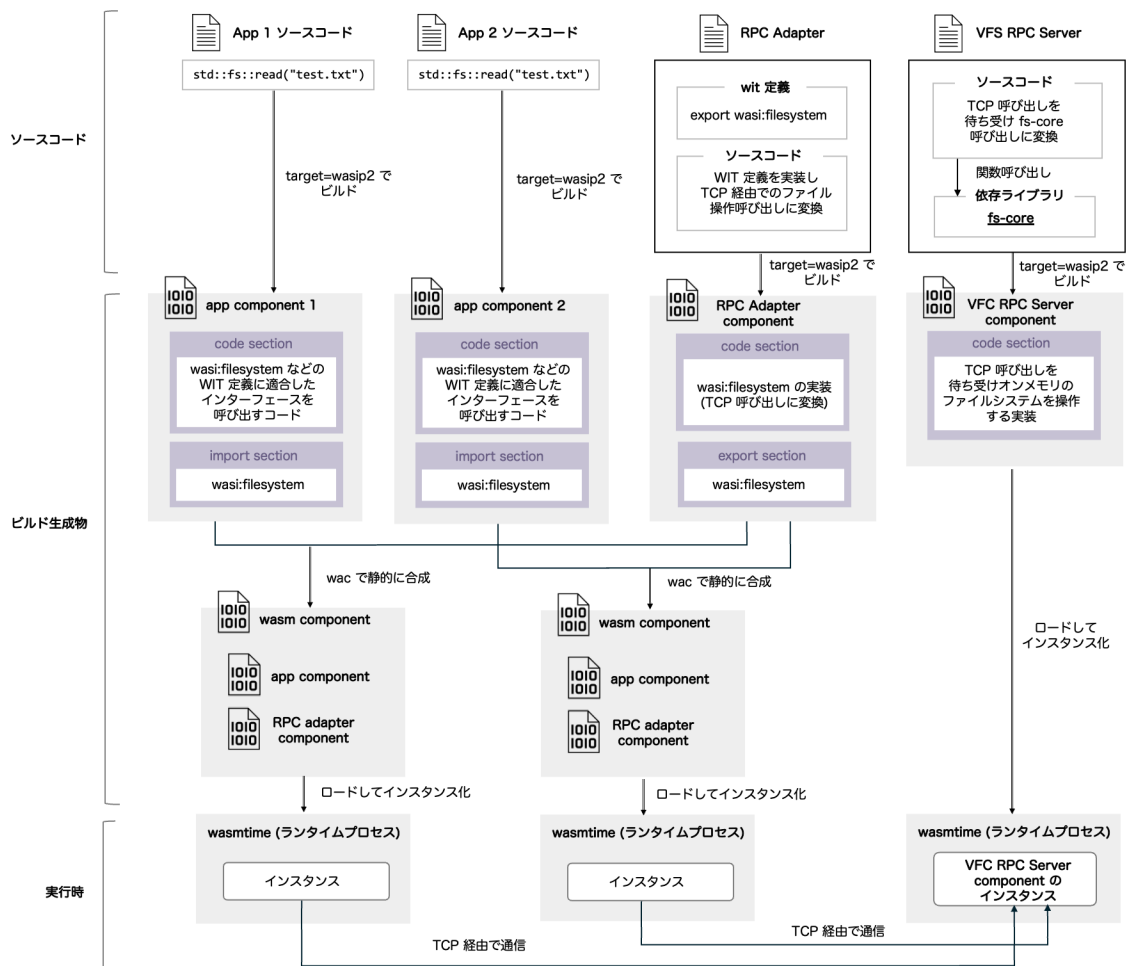 App 1 ソースコード
App 2 ソースコード
RPC Adapter
VFS RPC Server
std::fs::read("test.txt")
std::fs::read("test.txt")
wit 定義
export wasi:filesystem
ソースコード
WIT 定義を実装し
TCP 経由でのファイル
操作呼び出しに変換
ソースコード
TCP 呼び出しを
待ち受け fs-core
呼び出しに変換
関数呼び出し
依存ライブラリ
fs-core
ソースコード
target=wasip2 で
ビルド
target=wasip2 で
ビルド
target=wasip2 で
ビルド
target=wasip2 で
ビルド
1010
1010
app component 1
code section
wasi:filesystem などの
WIT 定義に適合した
インターフェースを
呼び出すコード
import section
wasi:filesystem
1010
1010
app component 2
code section
wasi:filesystem などの
WIT 定義に適合した
インターフェースを
呼び出すコード
import section
wasi:filesystem
1010
1010
RPC Adapter
component
code section
wasi:filesystem の実装
(TCP 呼び出しに変換)
export section
wasi:filesystem
1010
1010
VFC RPC Server
component
code section
TCP 呼び出しを
待ち受けオンメモリの
ファイルシステムを操作
する実装
ビルド生成物
wac で静的に合成
wac で静的に合成
1010
1010
wasm component
1010
1010
app component
1010
1010
RPC adapter
component
1010
1010
wasm component
1010
1010
app component
1010
1010
RPC adapter
component
ロードして
インスタンス化
ロードしてインスタンス化
ロードしてインスタンス化
実行時
wasmtime (ランタイムプロセス)
インスタンス
wasmtime (ランタイムプロセス)
インスタンス
wasmtime (ランタイムプロセス)
VFC RPC Server
component の
インスタンス
TCP 経由で通信
TCP 経由で通信